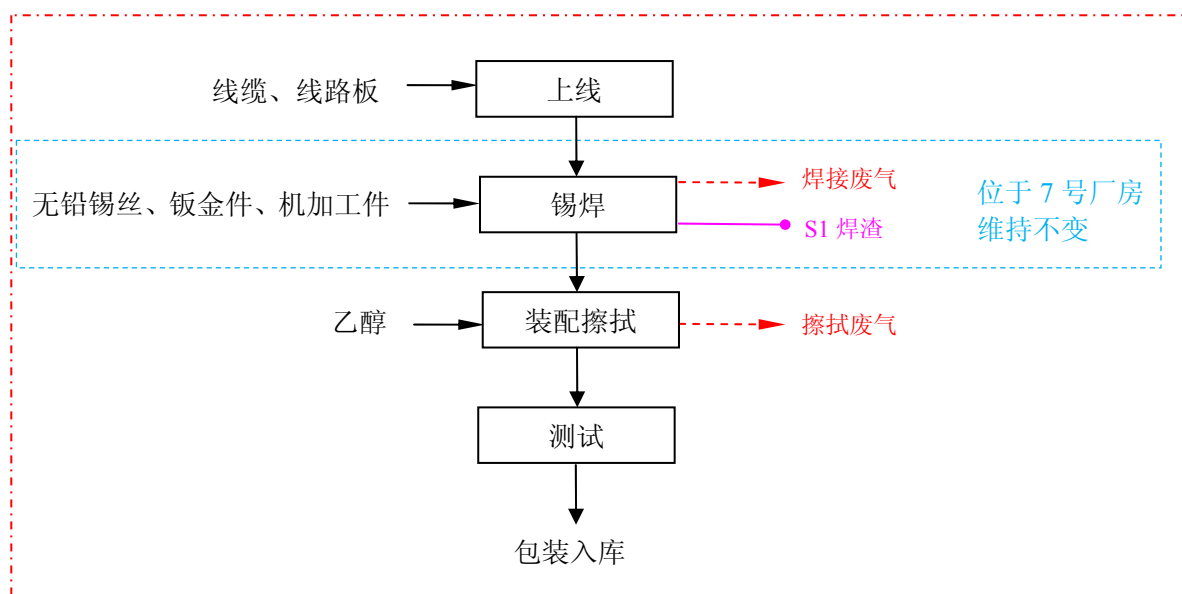 线缆、线路板
上线
无铅锡丝、钣金件、机加工件
锡焊
焊接废气
S1 焊渣
位于 7 号厂房
维持不变
乙醇
装配擦拭
擦拭废气
测试
包装入库